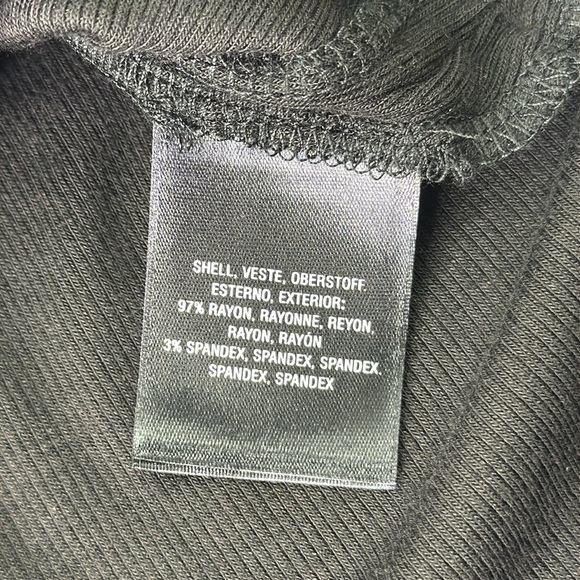 SHELL, VESTE, OBERSTOFF.
ESTERNO, EXTERIOR:
97% RAYON, RAYONNE, REYON,
RAYON, RAYÓN
3% SPANDEX, SPANDEX, SPANDEX.
SPANDEX, SPANDEX